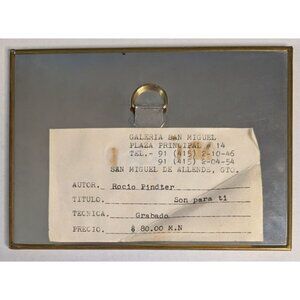 GALERIA SAN MIGUEL
PLAZA PRINCIPAL # 14
TEL.- 91 (415) 2-10-46
91 (415) 2-04-54
SAN MIGUEL DE ALLENDE, GTO.
AUTOR. Rocio Pindter
TITULO. Son para ti
TECNICA. Grabado
PRECIO. $ 80.00 M.N